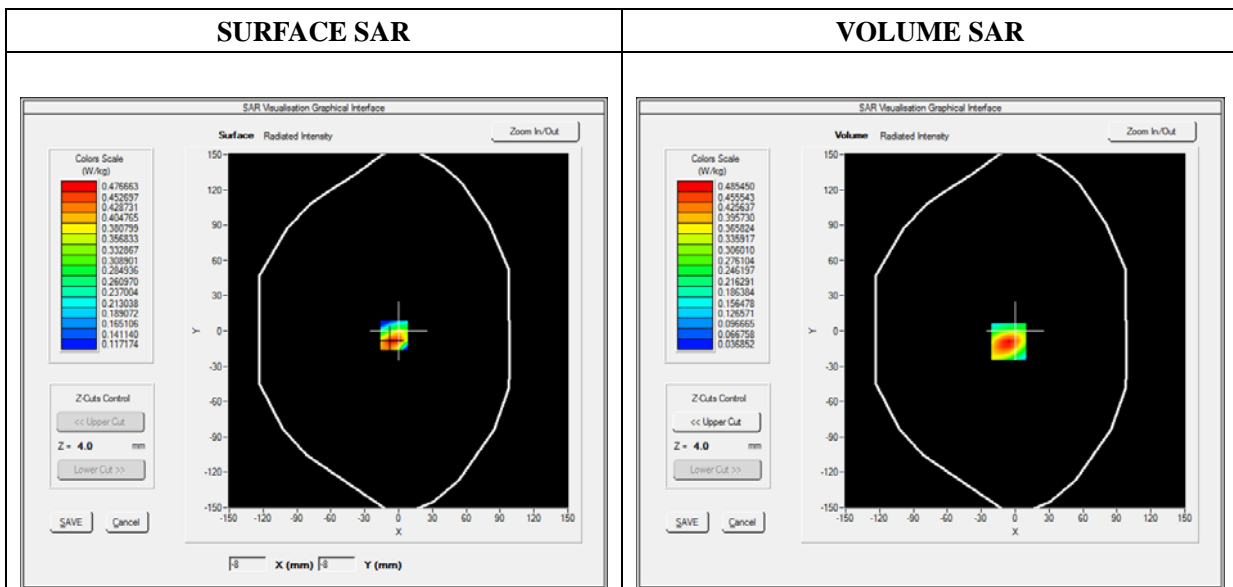 SURFACE SAR
SAR Visualisation Graphical Interface
Surface Radiated Intensity
Zoom In/Out
Colors Scale
(W/kg)
0.476663
0.452697
0.428731
0.404765
0.380799
0.356833
0.332867
0.308901
0.284936
0.260970
0.237004
0.213038
0.189072
0.165106
0.141140
0.117174
Z-Cuts Control
<< Upper Cut
Z = 4.0 mm
Lower Cut >>
SAVE Cancel
150
120
90
60
30
0
-30
-60
-90
-120
-150
Y
-150 -120 -90 -60 -30 0 30 60 90 120 150
X
-8 X (mm) -8 Y (mm)
VOLUME SAR
SAR Visualisation Graphical Interface
Volume Radiated Intensity
Zoom In/Out
Colors Scale
(W/kg)
0.485450
0.455543
0.425637
0.395730
0.365824
0.335917
0.306010
0.276104
0.246197
0.216291
0.186384
0.156478
0.126571
0.096665
0.066758
0.036852
Z-Cuts Control
<< Upper Cut
Z = 4.0 mm
Lower Cut >>
SAVE Cancel
150
120
90
60
30
0
-30
-60
-90
-120
-150
Y
-150 -120 -90 -60 -30 0 30 60 90 120 150
X